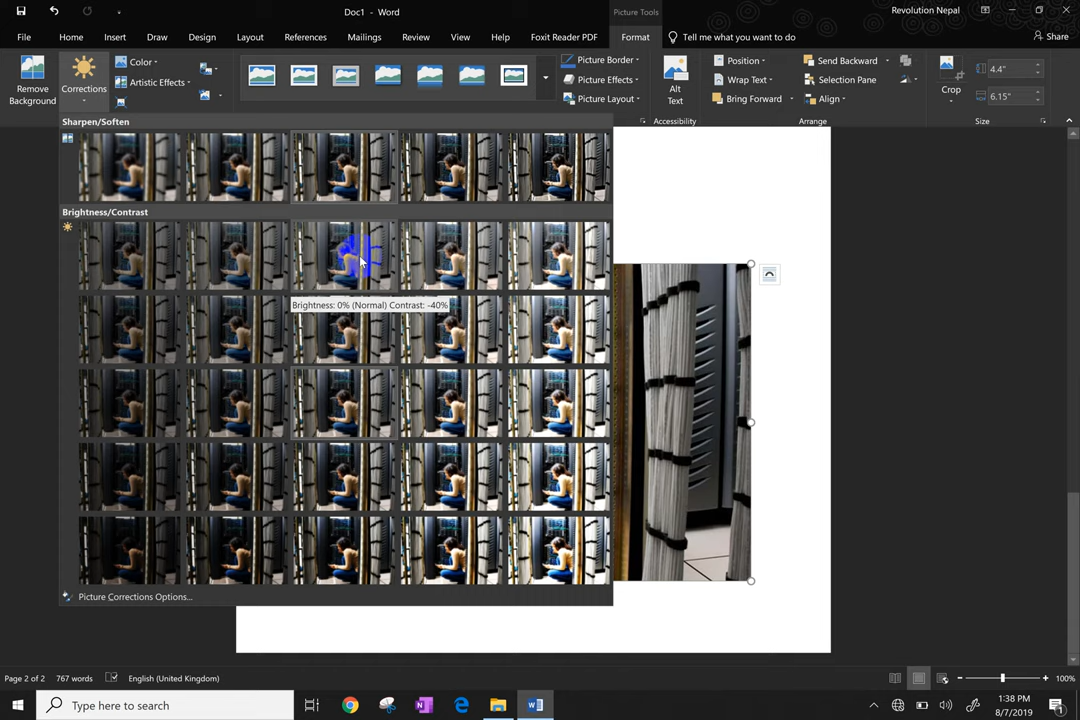 Doc1 - Word
Picture Tools
Revolution Nepal
File Home Insert Draw Design Layout References Mailings Review View Help Foxit Reader PDF Format Tell me what you want to do Share
Remove Background
Corrections
Color
Artistic Effects
Picture Border
Picture Effects
Picture Layout
Alt Text
Accessibility
Position
Wrap Text
Bring Forward
Send Backward
Selection Pane
Align
Arrange
Crop
4.4"
6.15"
Size
Sharpen/Soften
Brightness/Contrast
Brightness: 0% (Normal) Contrast: -40%
Picture Corrections Options...
Page 2 of 2 767 words English (United Kingdom) 100%
Type here to search
1:38 PM
8/7/2019
1